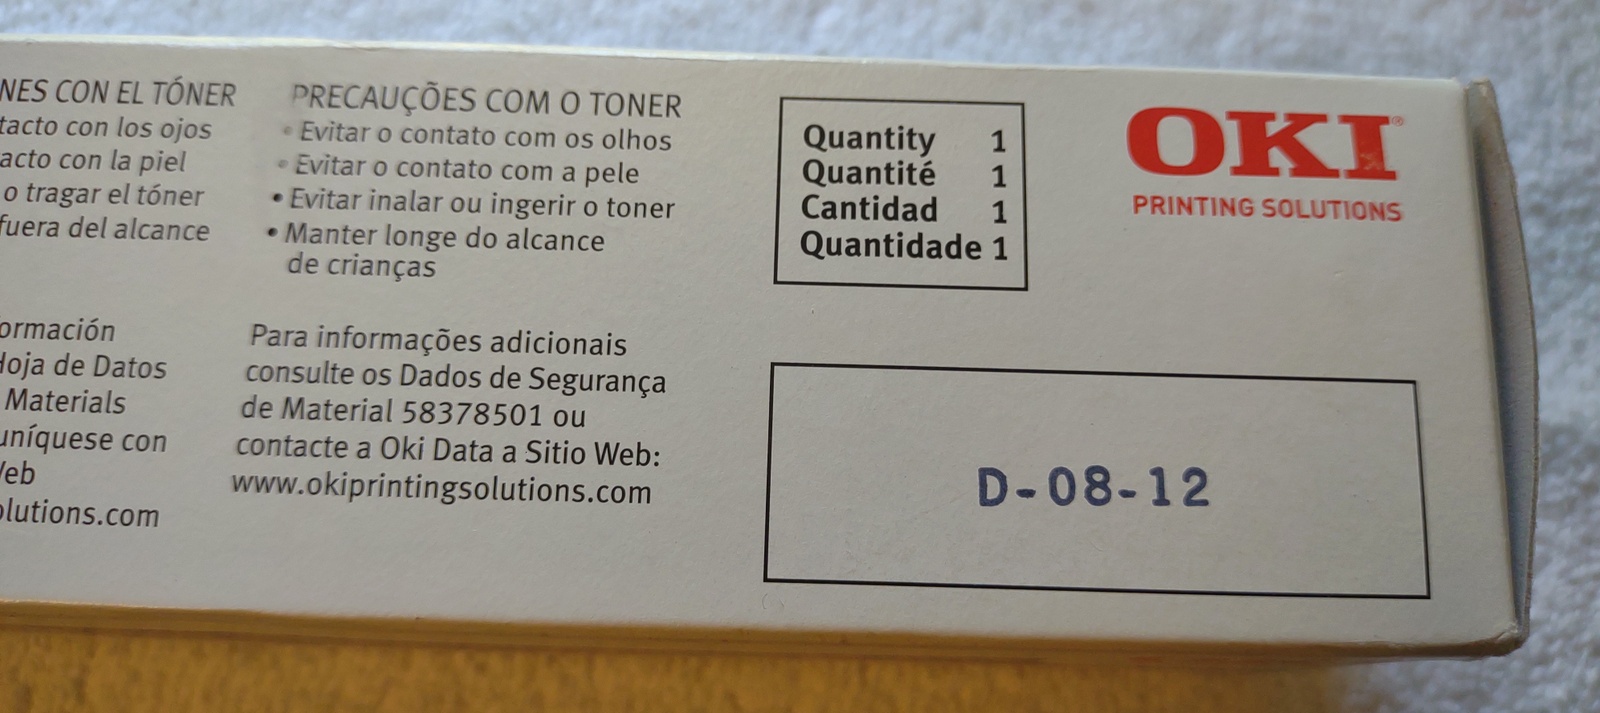 NES CON EL TÓNER
tacto con los ojos
acto con la piel
o tragar el tóner
fuera del alcance
ormación
Hoja de Datos
Materials
uníquese con
Web
olutions.com
PRECAUÇÕES COM O TONER
• Evitar o contato com os olhos
• Evitar o contato com a pele
• Evitar inalar ou ingerir o toner
• Manter longe do alcance
de crianças
Para informações adicionais
consulte os Dados de Segurança
de Material 58378501 ou
contacte a Oki Data a Sitio Web:
www.okiprintingsolutions.com
Quantity 1
Quantité 1
Cantidad 1
Quantidade 1
OKI®
PRINTING SOLUTIONS
D-08-12